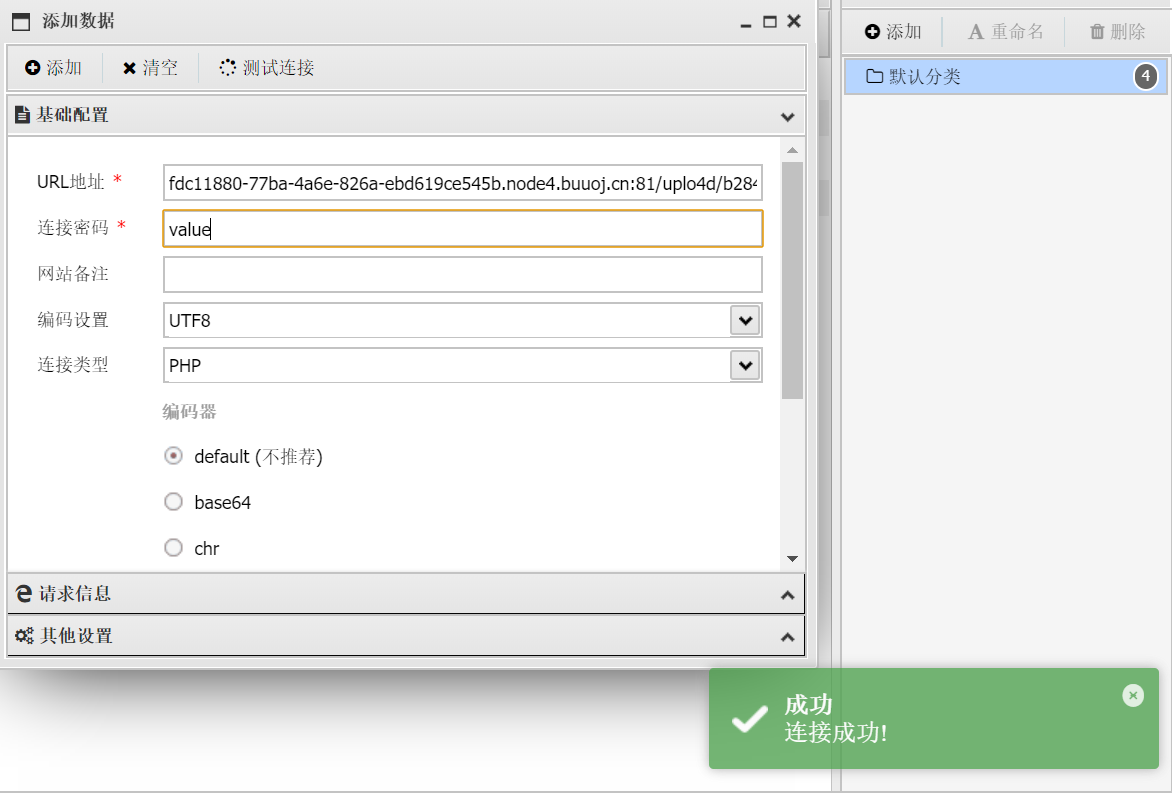 添加数据
添加 清空 测试连接
基础配置
URL地址 *
fdc11880-77ba-4a6e-826a-ebd619ce545b.node4.buuoj.cn:81/uplo4d/b284
连接密码 *
value
网站备注
编码设置
UTF8
连接类型
PHP
编码器
default (不推荐)
base64
chr
请求信息
其他设置
添加 A 重命名 删除
默认分类 4
成功
连接成功!